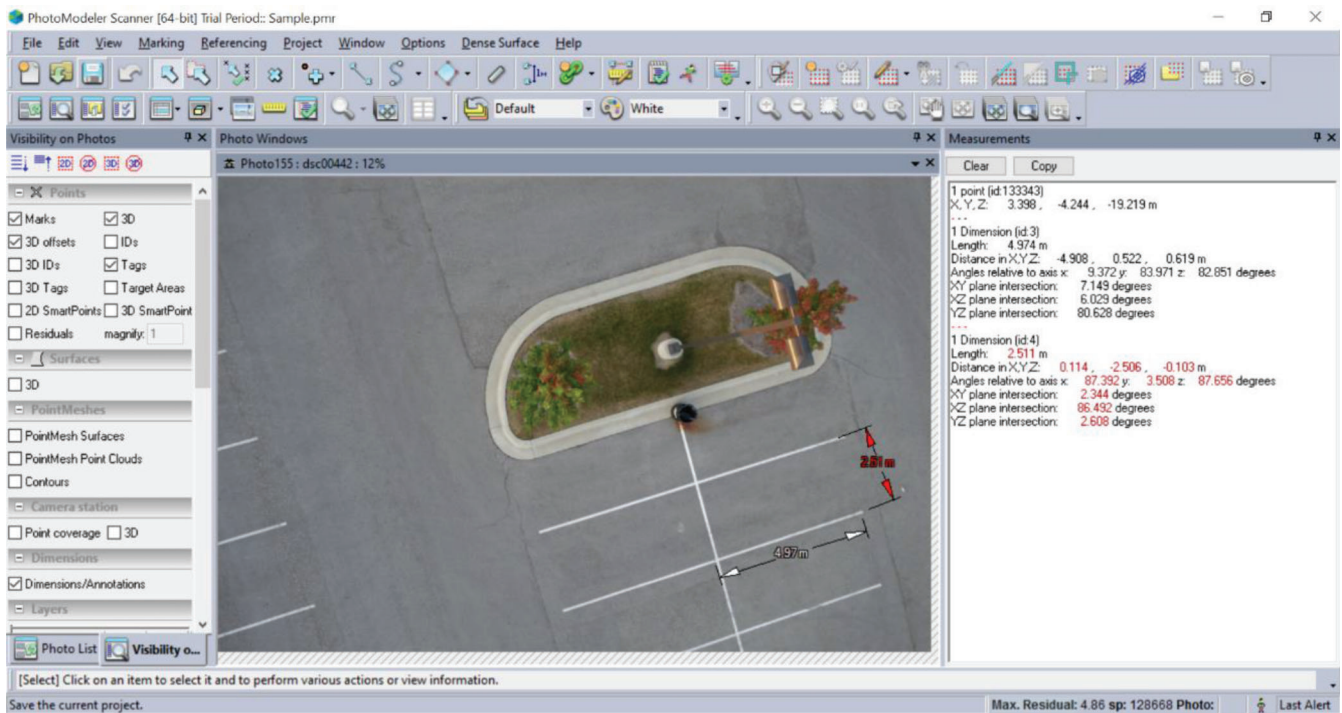 PhotoModeler Scanner [64-bit] Trial Period:: Sample.pmr
File Edit View Marking Referencing Project Window Options Dense Surface Help
Default White
Visibility on Photos
2D 2D 3D 3D
Points
Marks 3D
3D offsets IDs
3D IDs Tags
3D Tags Target Areas
2D SmartPoints 3D SmartPoint
Residuals magnify: 1
Surfaces
3D
PointMeshes
PointMesh Surfaces
PointMesh Point Clouds
Contours
Camera station
Point coverage 3D
Dimensions
Dimensions/Annotations
Layers
Photo List Visibility o...
Photo Windows
Photo155 : dsc00442 : 12%
2.51m
4.97m
Measurements
Clear Copy
1 point (id:133343)
X, Y, Z: 3.398 , -4.244 , -19.219 m
---
1 Dimension (id:3)
Length: 4.974 m
Distance in X,Y,Z: -4.908 , 0.522 , 0.619 m
Angles relative to axis x: 9.372 y: 83.971 z: 82.851 degrees
XY plane intersection: 7.149 degrees
XZ plane intersection: 6.029 degrees
YZ plane intersection: 80.628 degrees
---
1 Dimension (id:4)
Length: 2.511 m
Distance in X,Y,Z: 0.114 , -2.506 , -0.103 m
Angles relative to axis x: 87.392 y: 3.508 z: 87.656 degrees
XY plane intersection: 2.344 degrees
XZ plane intersection: 86.492 degrees
YZ plane intersection: 2.608 degrees
[Select] Click on an item to select it and to perform various actions or view information.
Save the current project.
Max. Residual: 4.86 sp: 128668 Photo: Last Alert